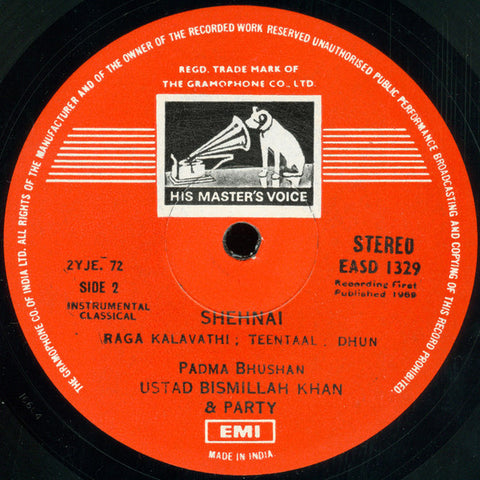 THE GRAMOPHONE CO. OF INDIA LTD. ALL RIGHTS OF THE MANUFACTURER AND OF THE OWNER OF THE RECORDED WORK RESERVED UNAUTHORISED PUBLIC PERFORMANCE BROADCASTING AND COPYING OF THIS RECORD PROHIBITED.
REGD. TRADE MARK OF
THE GRAMOPHONE CO., LTD.
HIS MASTER'S VOICE
2YJE. 72
SIDE 2
INSTRUMENTAL
CLASSICAL
STEREO
EASD 1329
Recording First
Published 1969
SHEHNAI
RAGA KALAVATHI; TEENTAAL; DHUN
PADMA BHUSHAN
USTAD BISMILLAH KHAN
& PARTY
EMI
MADE IN INDIA.